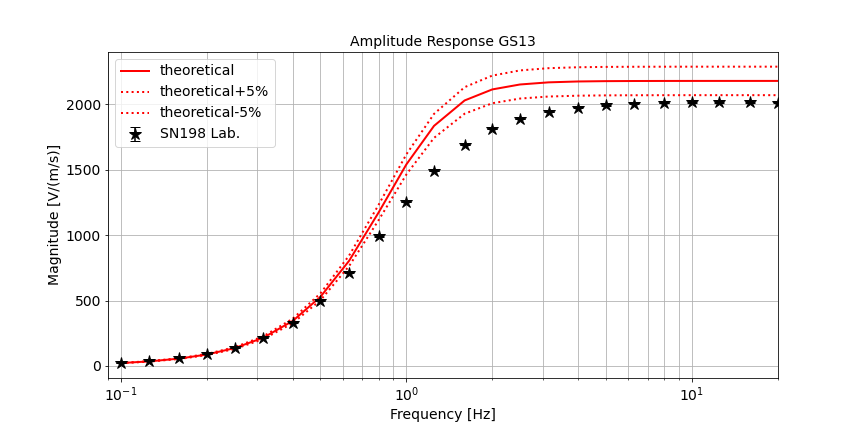 Amplitude Response GS13
theoretical
theoretical+5%
theoretical-5%
SN198 Lab.
Magnitude [V/(m/s)]
2000
1500
1000
500
0
10⁻¹
10⁰
10¹
Frequency [Hz]